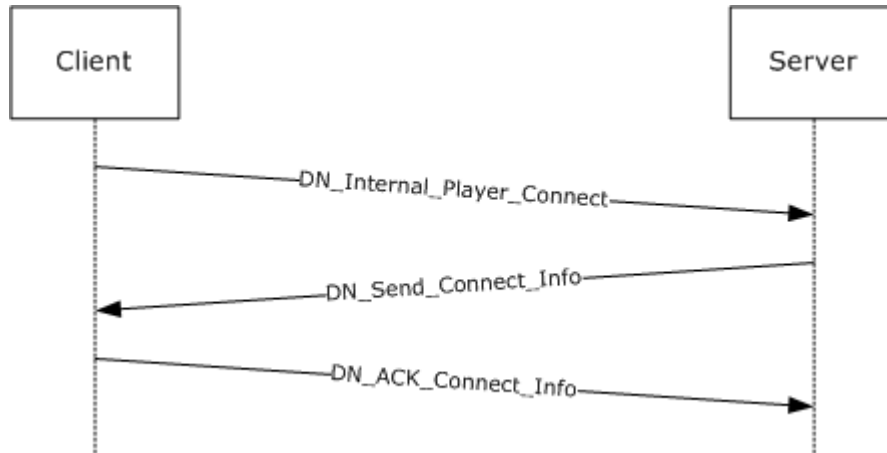 Client
Server
DN_Internal_Player_Connect
DN_Send_Connect_Info
DN_ACK_Connect_Info